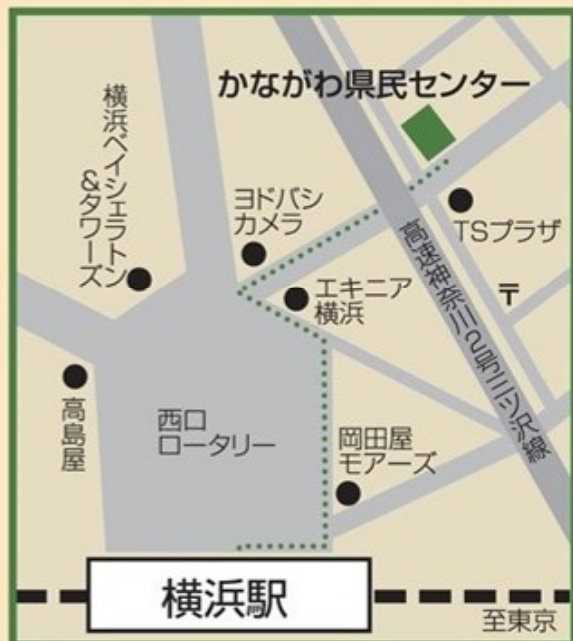 かながわ県民センター
横浜ベイシェラトン
&タワーズ
ヨドバシ
カメラ
TSプラザ
エキニア
横浜
〒
高速神奈川2号三ツ沢線
高島屋
西口
ロータリー
岡田屋
モアーズ
横浜駅
至東京